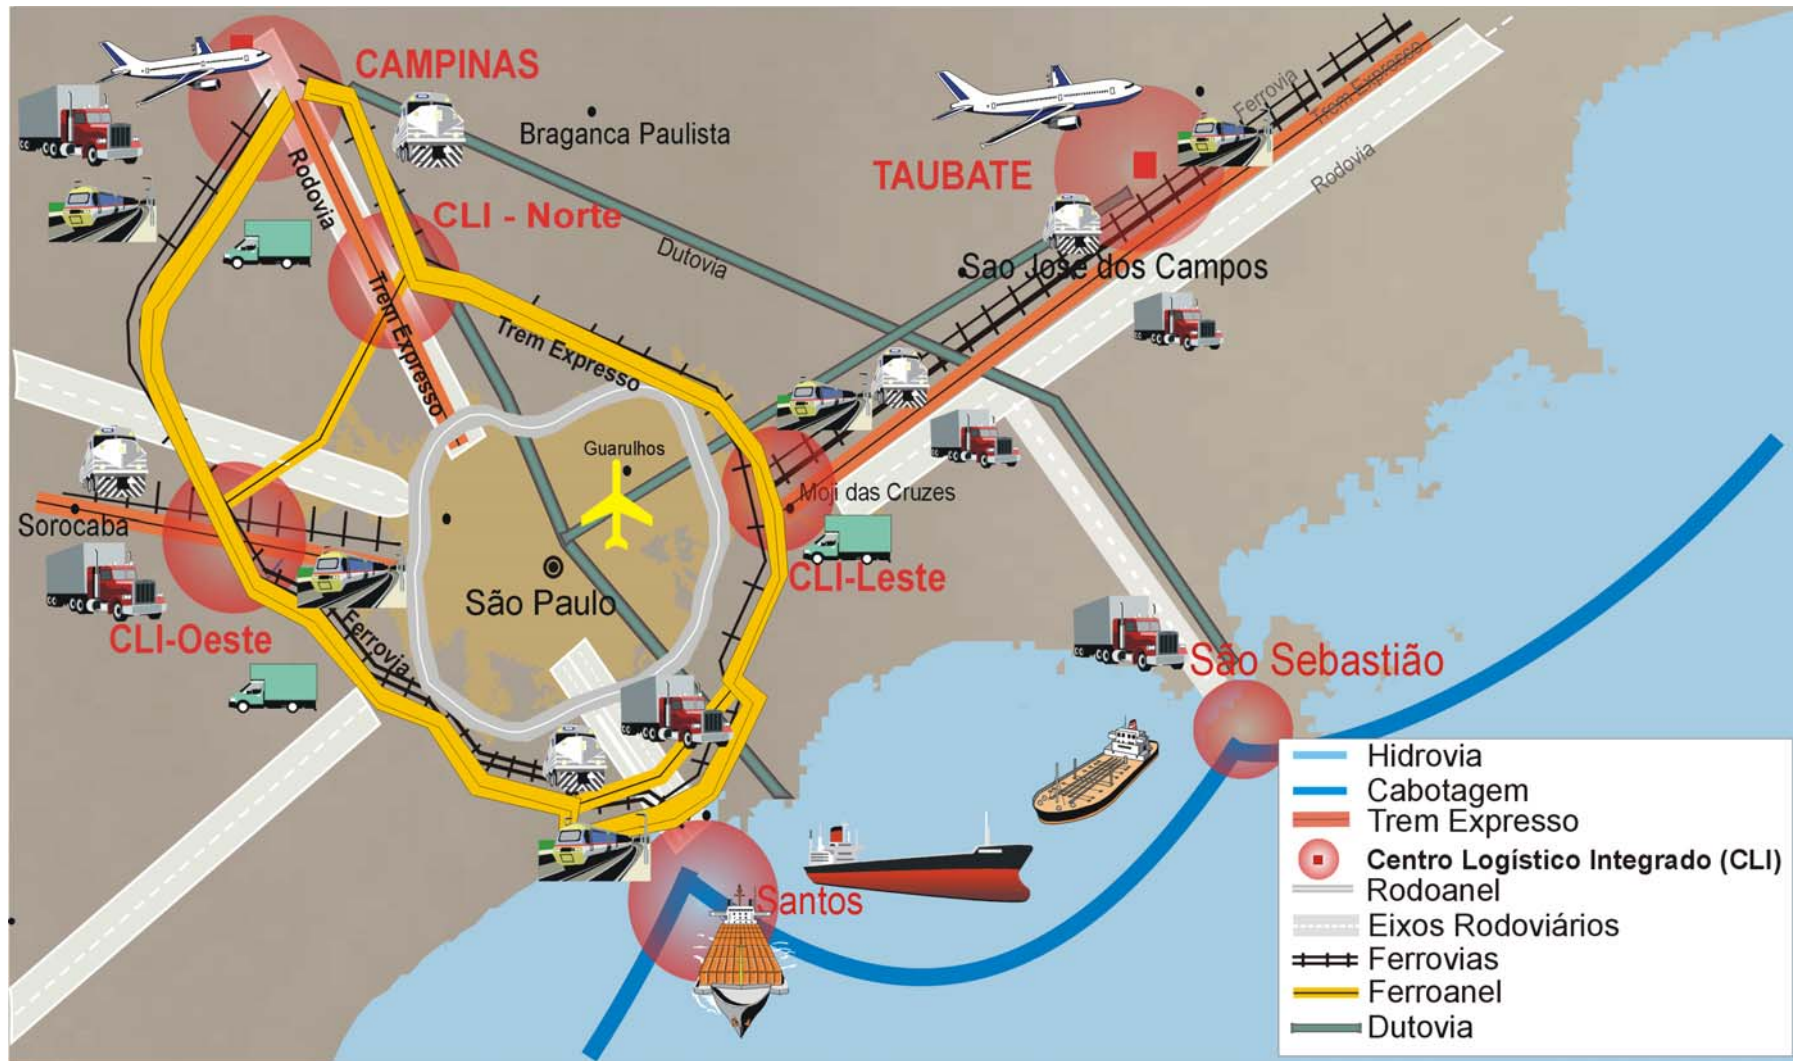 CAMPINAS
Braganca Paulista
TAUBATE
Ferrovia
Trem Expresso
Rodovia
Rodovia
CLI - Norte
Dutovia
Sao José dos Campos
Trem Expresso
Trem Expresso
Guarulhos
Moji das Cruzes
Sorocaba
CLI-Leste
São Paulo
CLI-Oeste
Ferrovia
São Sebastião
Santos
Hidrovia
Cabotagem
Trem Expresso
Centro Logístico Integrado (CLI)
Rodoanel
Eixos Rodoviários
Ferrovias
Ferroanel
Dutovia